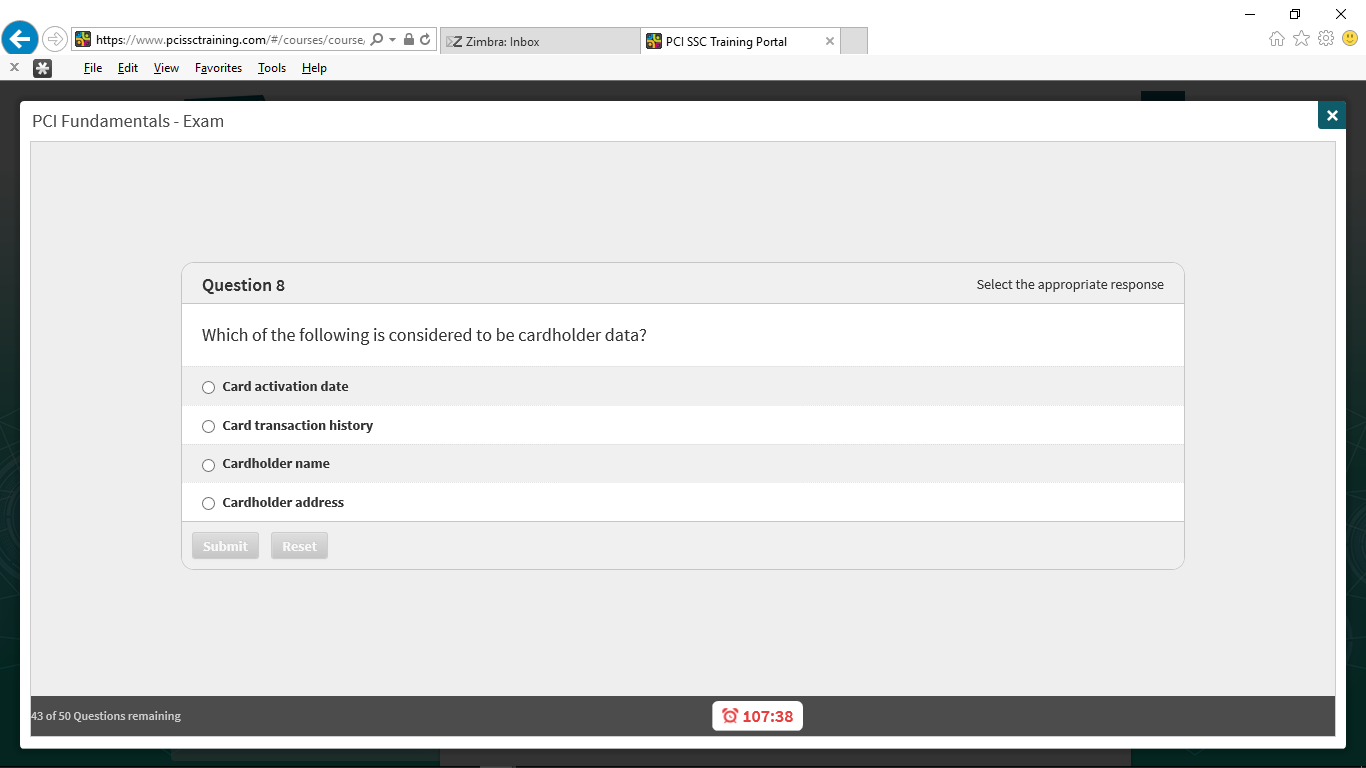 https://www.pcissctraining.com/#/courses/course,
Zimbra: Inbox
PCI SSC Training Portal
File Edit View Favorites Tools Help
PCI Fundamentals - Exam
Question 8
Select the appropriate response
Which of the following is considered to be cardholder data?
Card activation date
Card transaction history
Cardholder name
Cardholder address
Submit Reset
43 of 50 Questions remaining
107:38